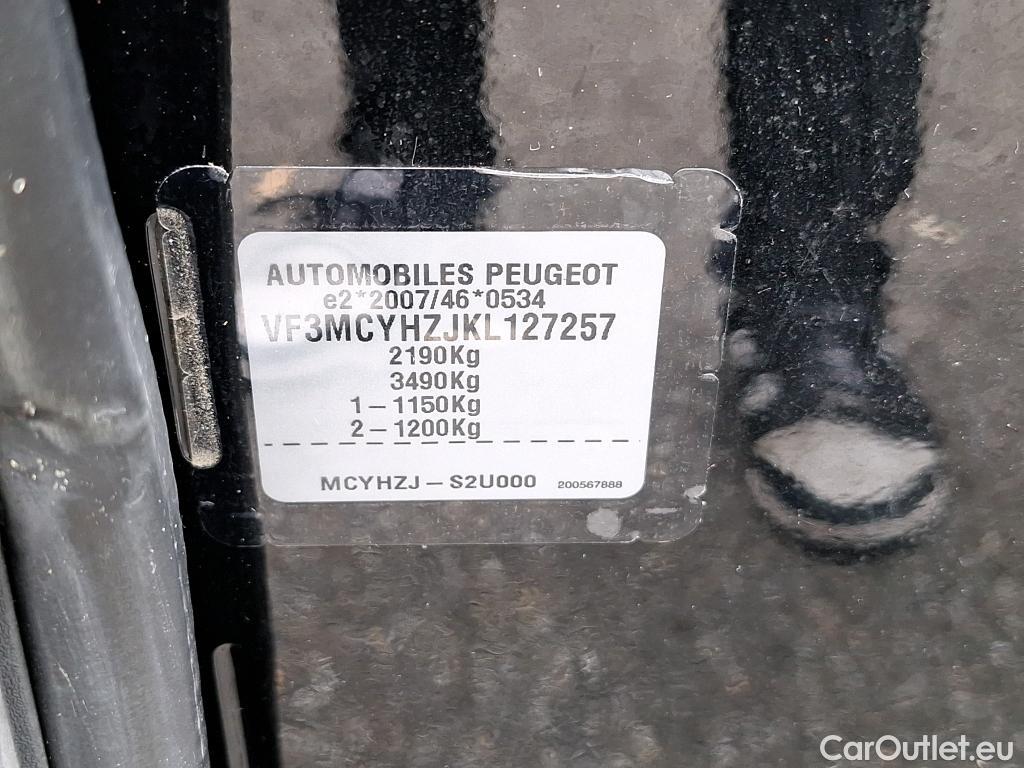 AUTOMOBILES PEUGEOT
e2*2007/46*0534
VF3MCYHZJKL127257
2190Kg
3490Kg
1-1150Kg
2-1200Kg
MCYHZJ-S2U000 200567888
CarOutlet.eu